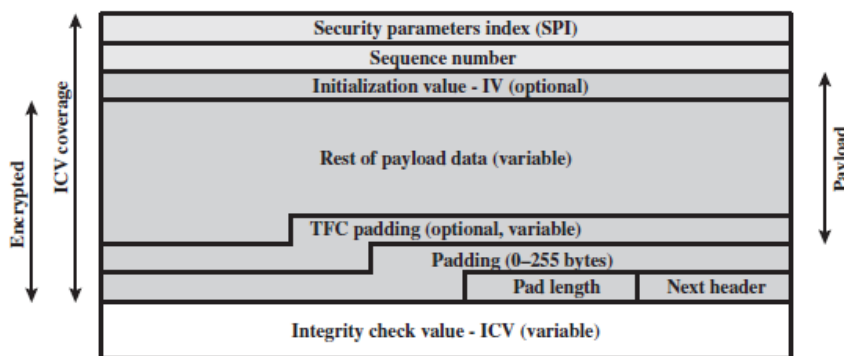 Security parameters index (SPI)
Sequence number
Initialization value - IV (optional)
Rest of payload data (variable)
TFC padding (optional, variable)
Padding (0–255 bytes)
Pad length
Next header
Integrity check value - ICV (variable)
Encrypted
ICV coverage
Payload